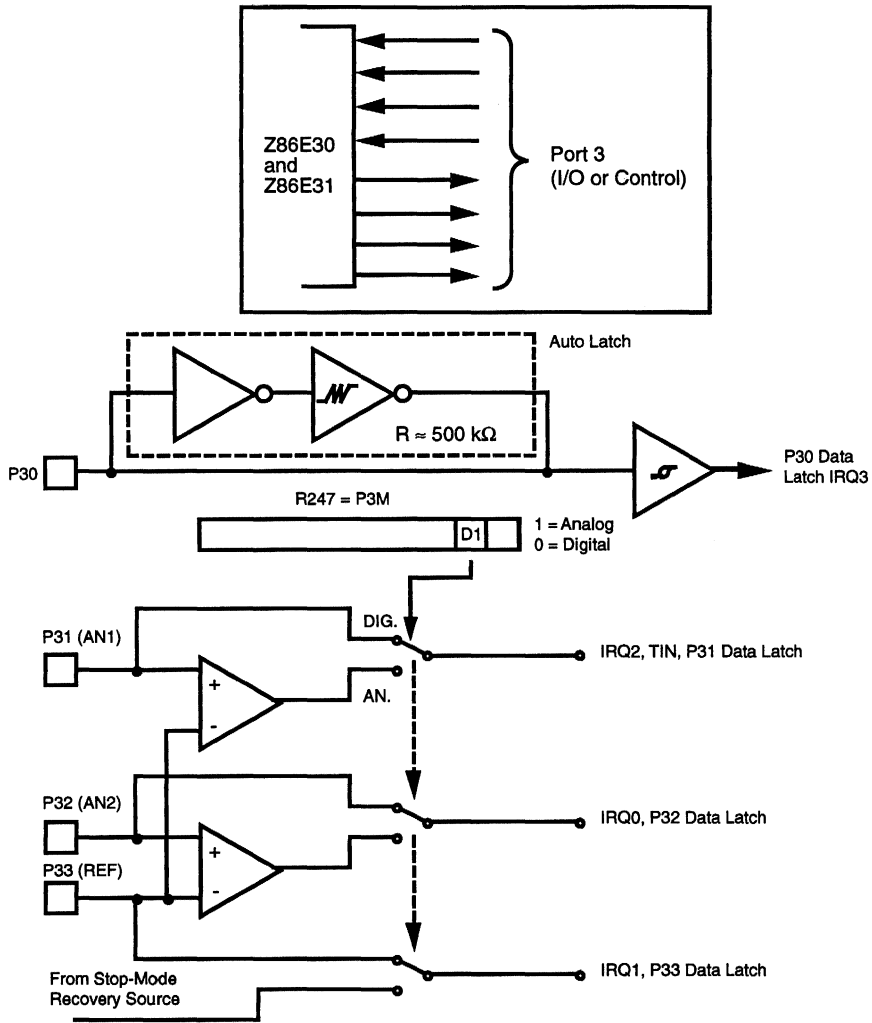 Z86E30
and
Z86E31
Port 3
(I/O or Control)
Auto Latch
R ≈ 500 kΩ
P30
P30 Data
Latch IRQ3
R247 = P3M
D1
1 = Analog
0 = Digital
DIG.
P31 (AN1)
IRQ2, TIN, P31 Data Latch
+
-
AN.
P32 (AN2)
IRQ0, P32 Data Latch
+
-
P33 (REF)
IRQ1, P33 Data Latch
From Stop-Mode
Recovery Source